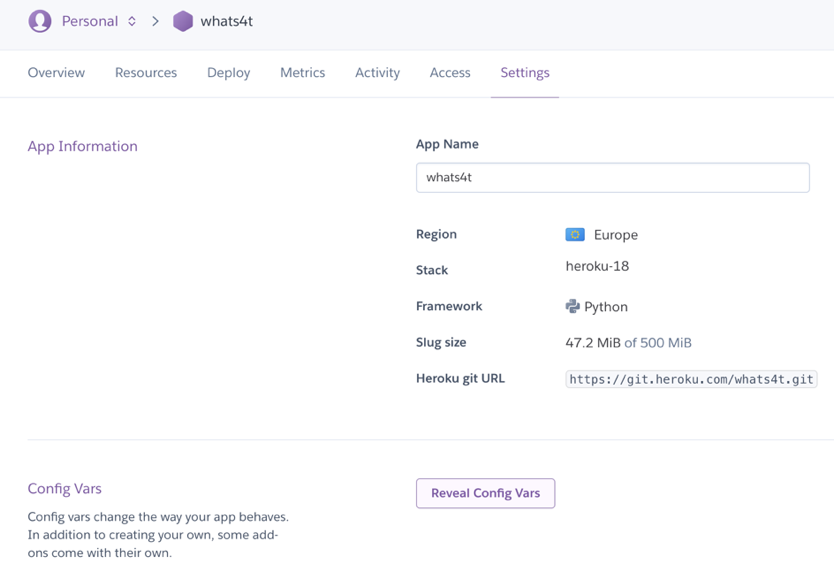 Personal > whats4t
Overview Resources Deploy Metrics Activity Access Settings
App Information
App Name
whats4t
Region Europe
Stack heroku-18
Framework Python
Slug size 47.2 MiB of 500 MiB
Heroku git URL https://git.heroku.com/whats4t.git
Config Vars
Reveal Config Vars
Config vars change the way your app behaves.
In addition to creating your own, some add-
ons come with their own.